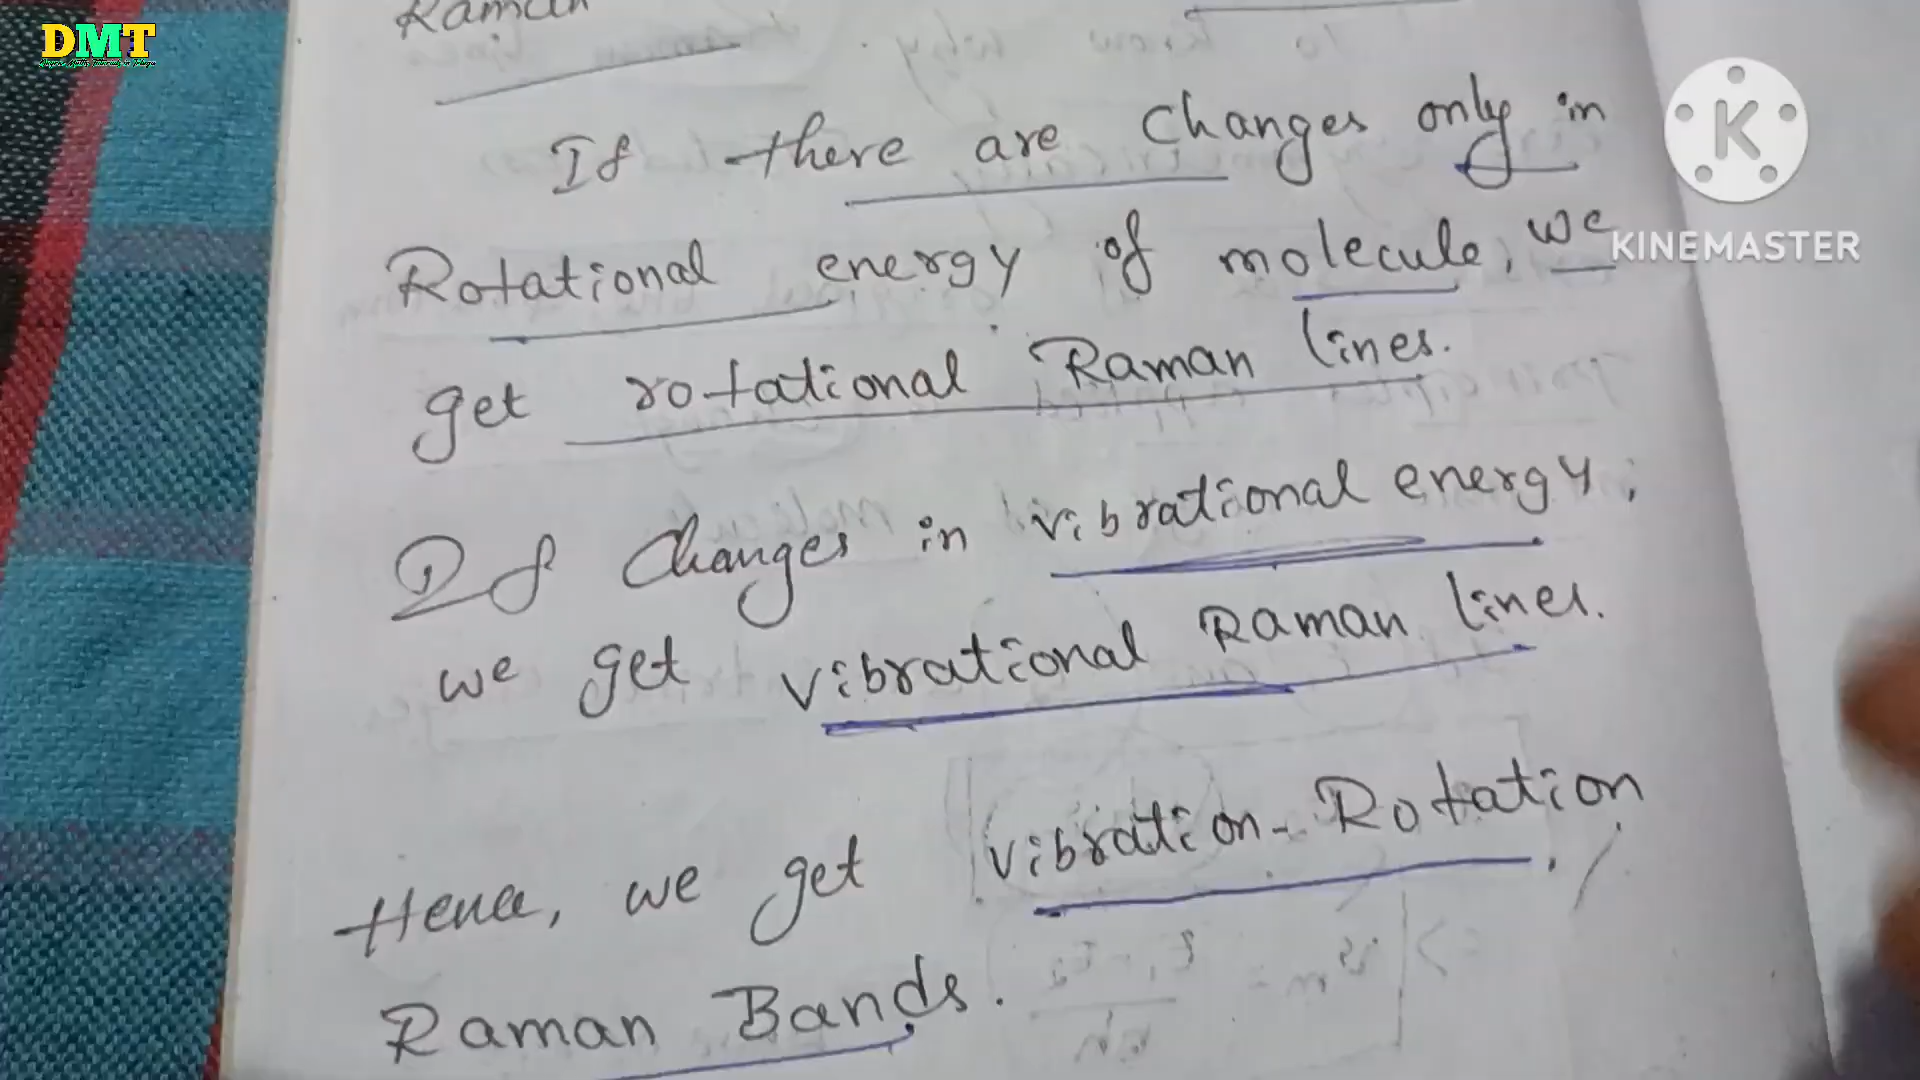 DMT
Raman
KINEMASTER
If there are changes only in
Rotational energy of molecule, we
get rotational Raman lines.
If changes in vibrational energy,
we get vibrational Raman lines.
Hence, we get vibration-Rotation
Raman Bands.